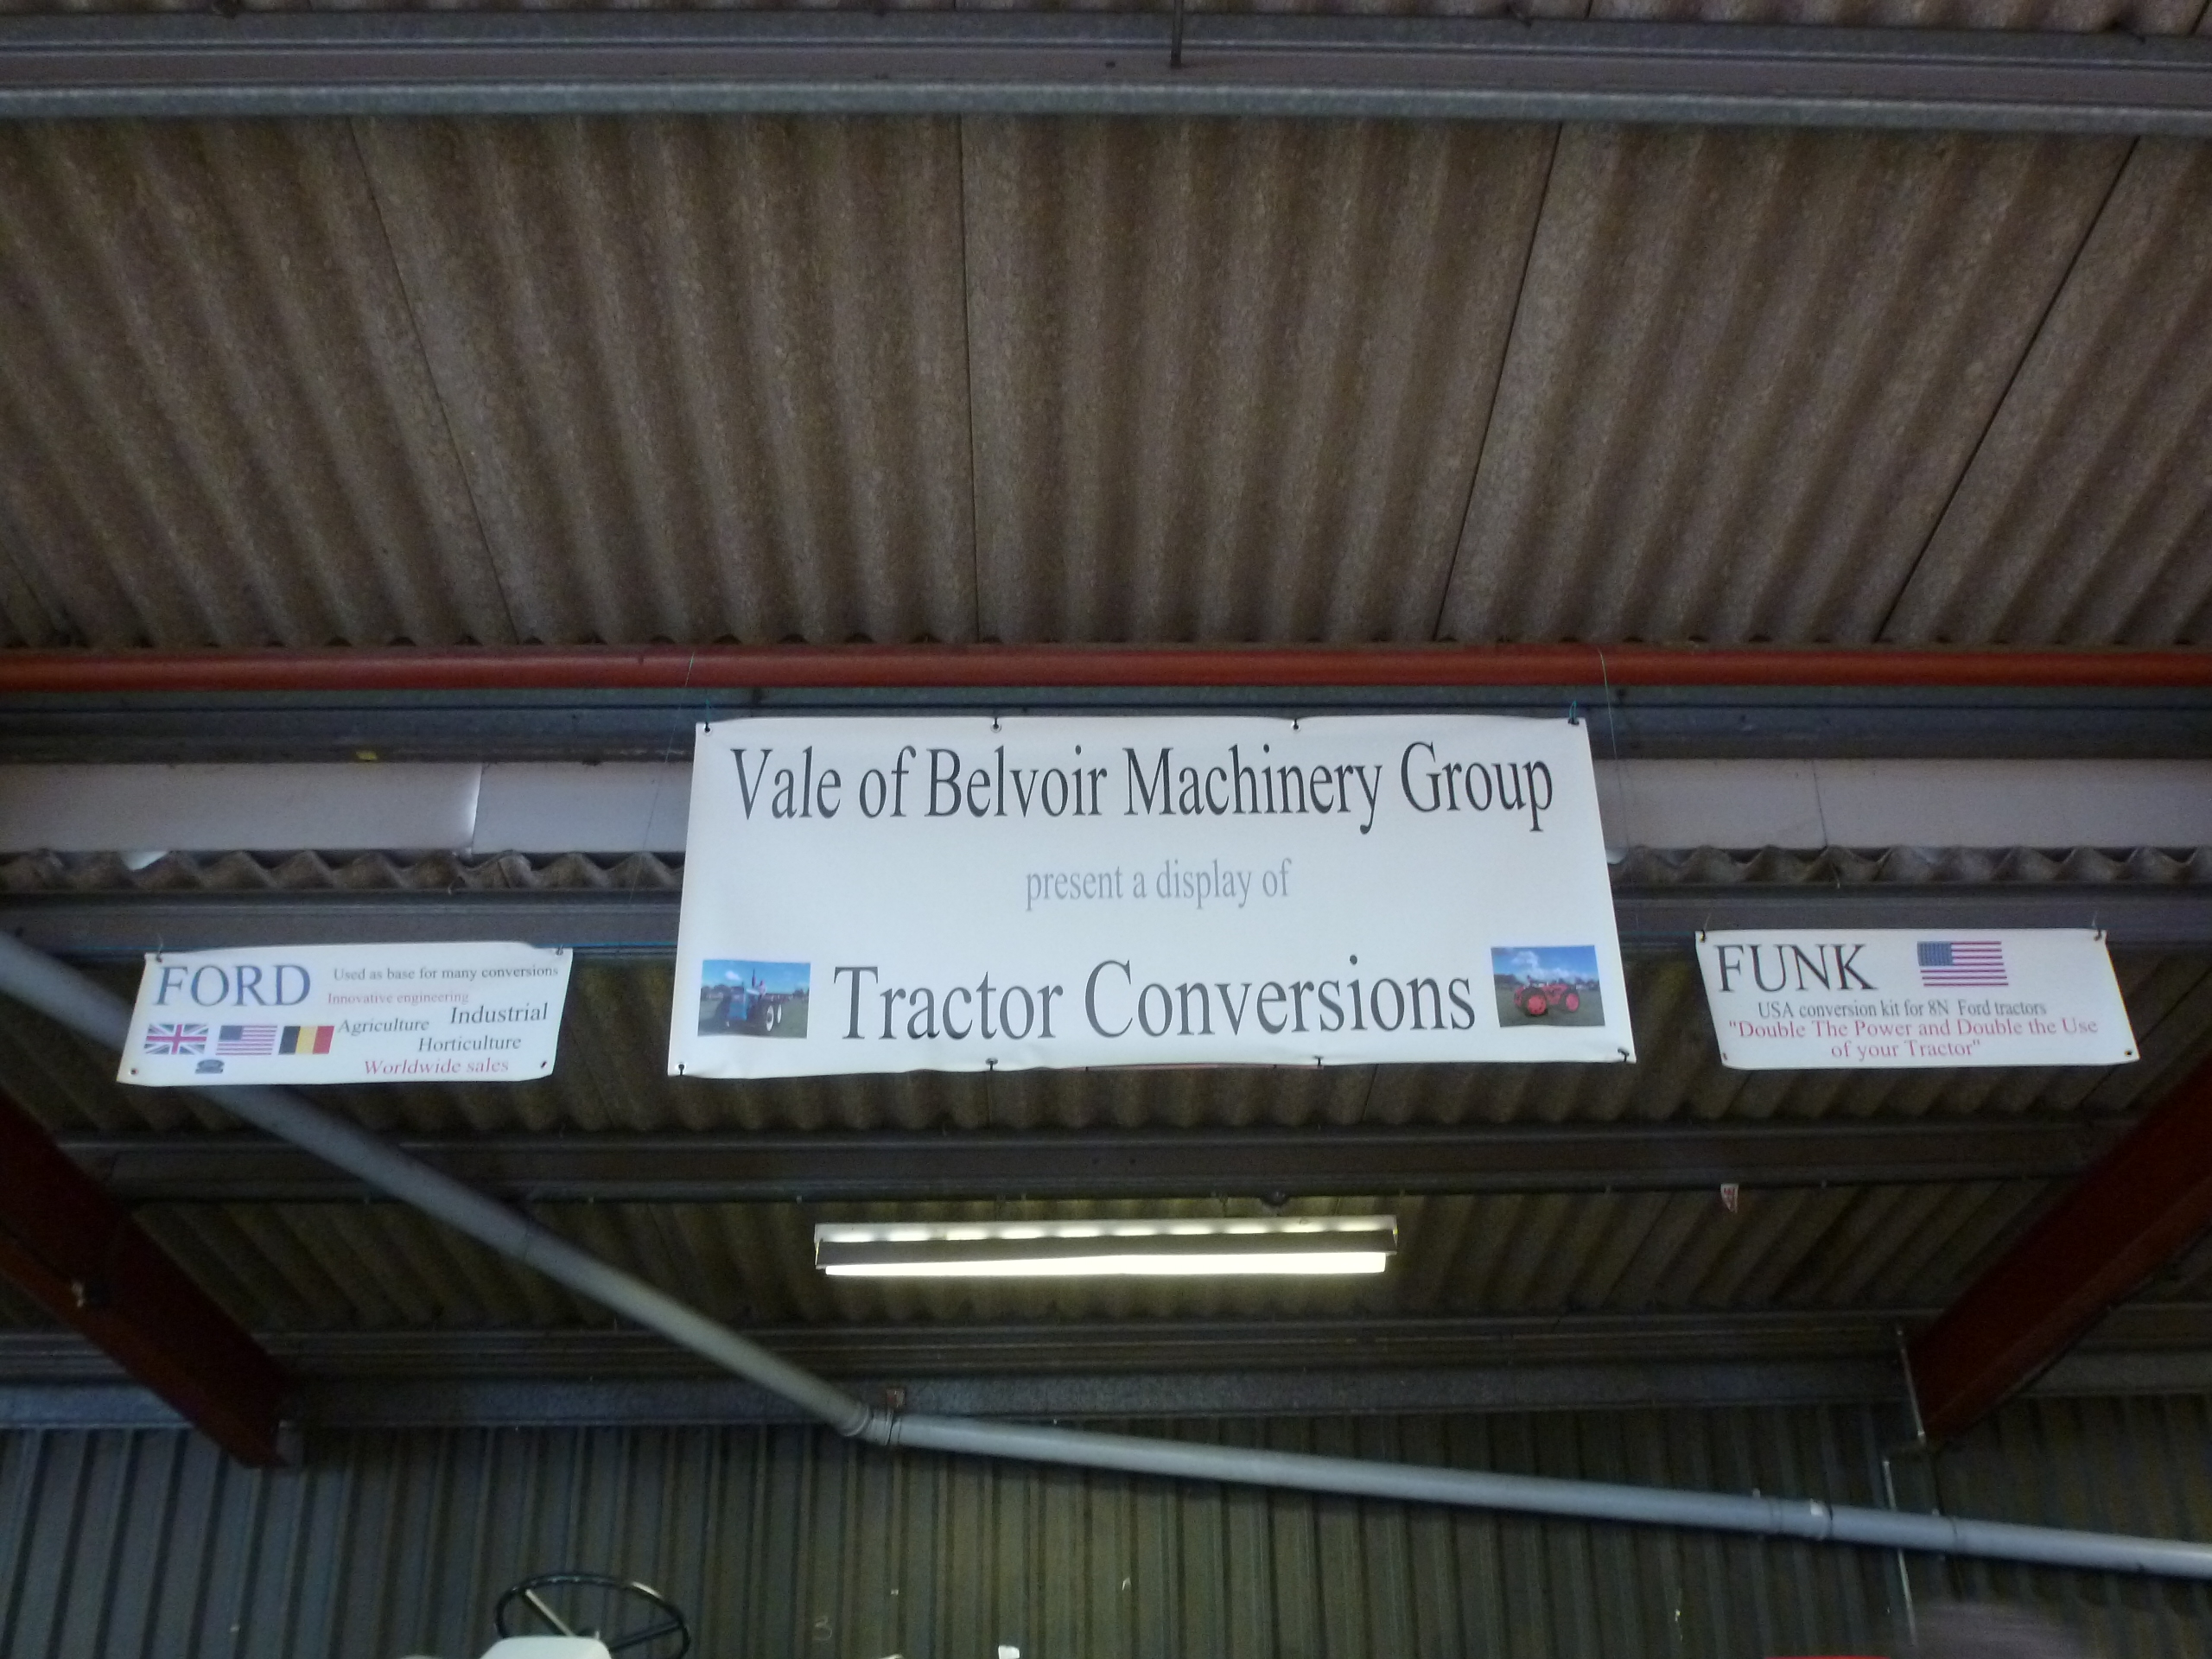 Vale of Belvoir Machinery Group
present a display of
Tractor Conversions
FORD
Used as base for many conversions
Innovative engineering
Agriculture
Industrial
Horticulture
Worldwide sales
FUNK
USA conversion kit for 8N Ford tractors
"Double The Power and Double the Use
of your Tractor"